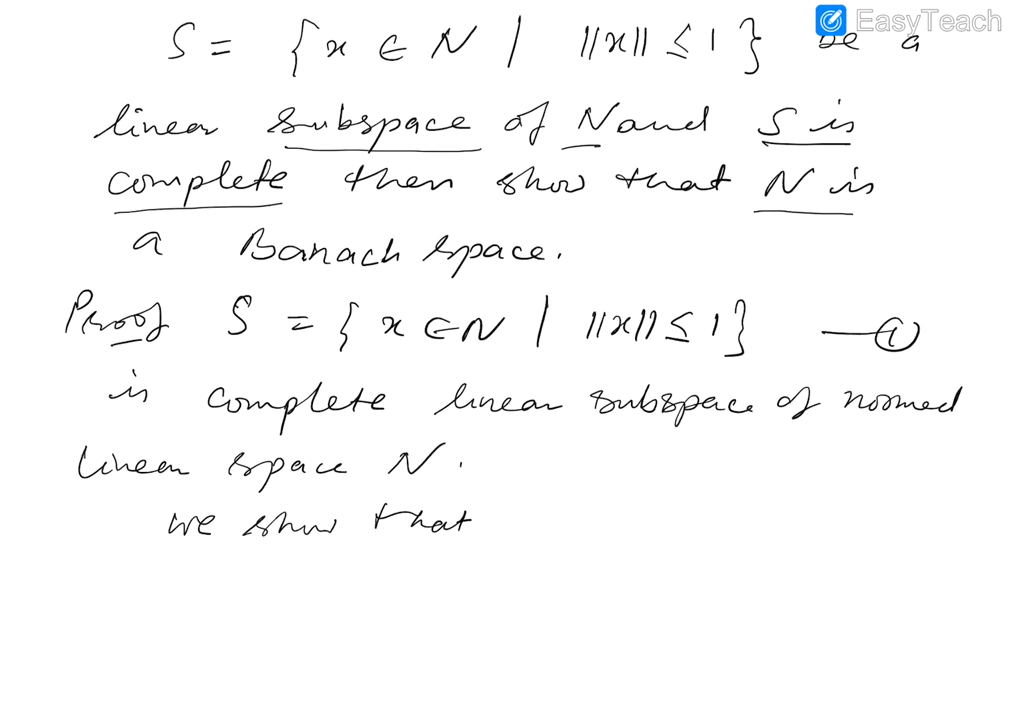 EasyTeach
S = { x ∈ N | ||x|| ≤ 1 } be a
linear subspace of N and S is
complete then show that N is
a Banach space.
Proof S = { x ∈ N | ||x|| ≤ 1 } — ①
is complete linear subspace of normed
linear space N.
we show that